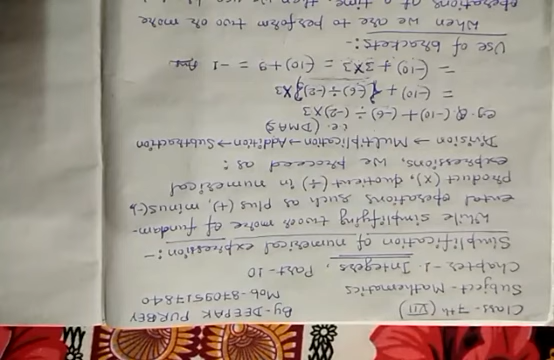 Class- 7th (VII) By- DEEPAK PURBEY
Subject- Mathematics Mob- 8709517840
Chapter- 1. Integers, Part- 10
Simplification of numerical expression:-
While simplifying two or more of fundam-
ental operations such as plus (+), minus(-),
product (×), quotient (÷) in numerical
expressions, we proceed as:
Division → Multiplication → Addition → Subtraction
i.e. (DMAS)
eg. (-10) + (-6) ÷ (-2) × 3
= (-10) + {(-6) ÷ (-2)} × 3
= (-10) + 3×3 = (-10) + 9 = -1
Use of brackets:-
When we are to perform two or more
operations at a time, then we use